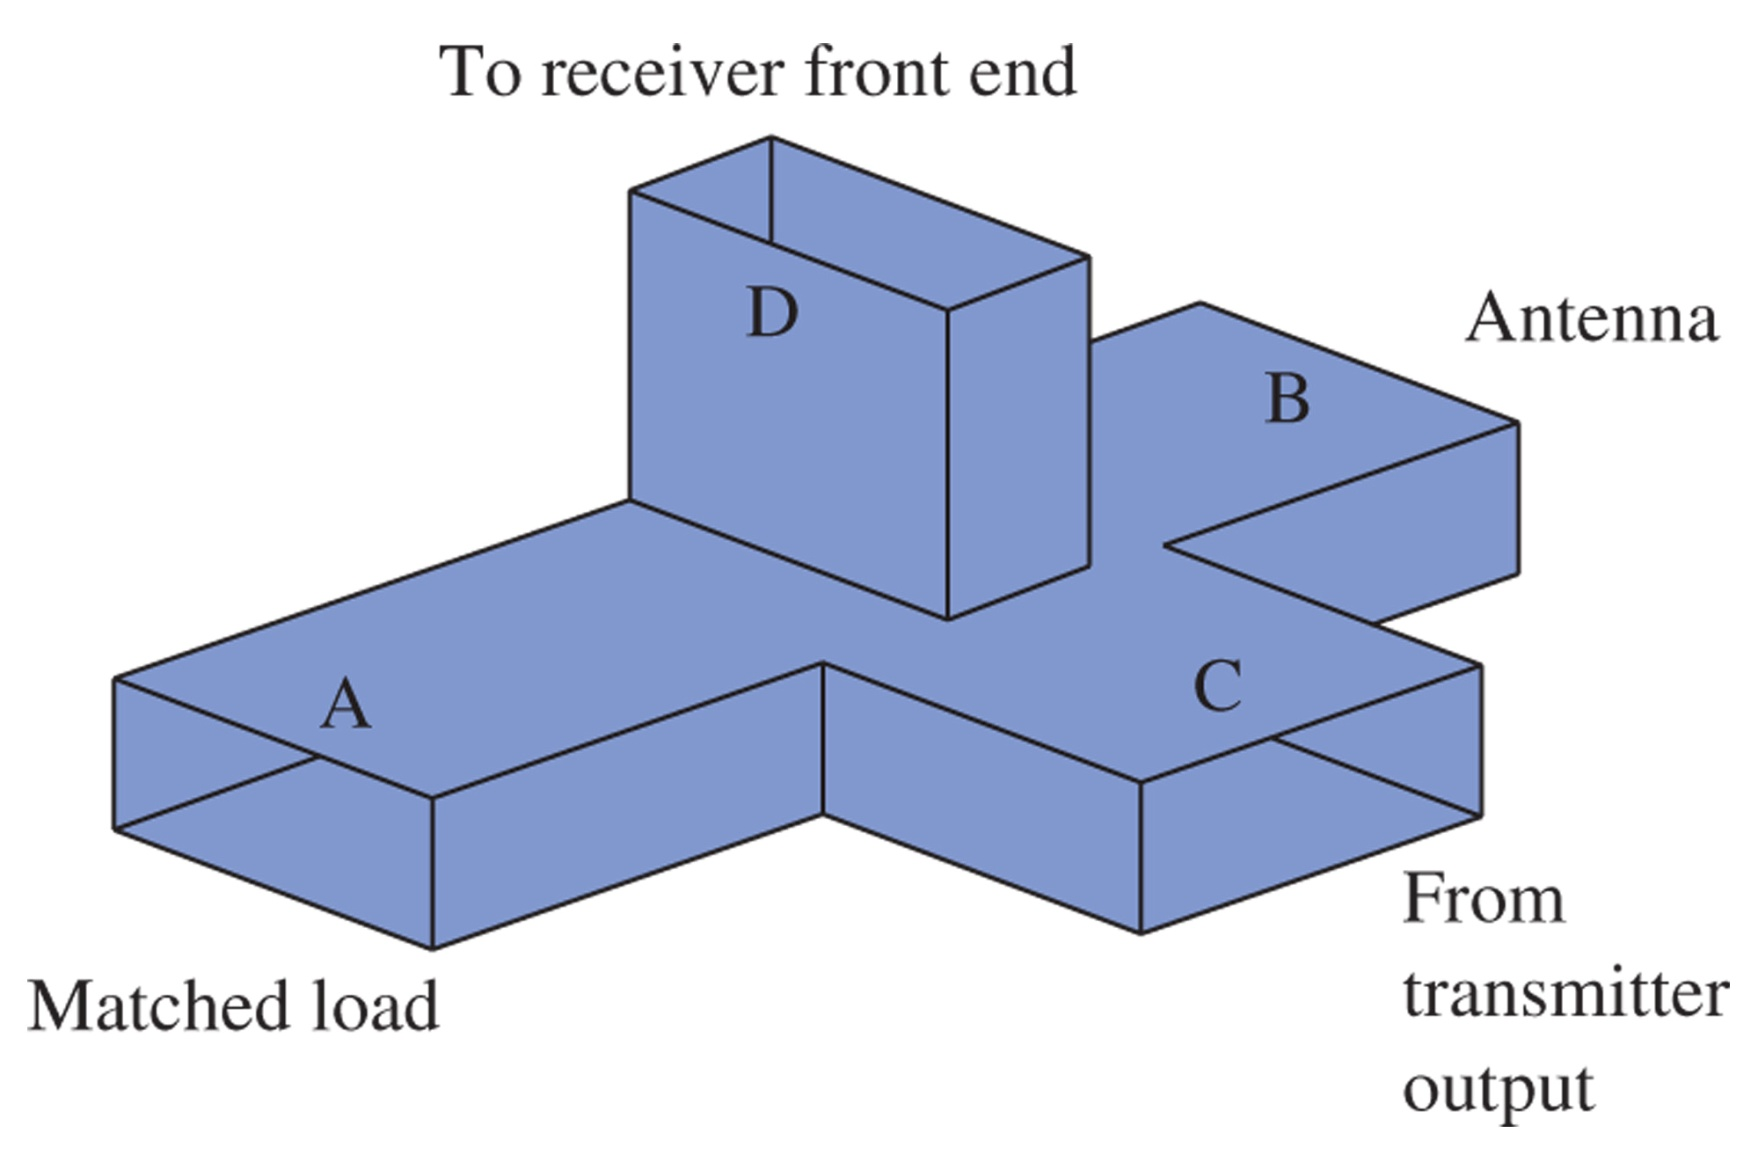 To receiver front end
D
Antenna
B
A
C
Matched load
From
transmitter
output